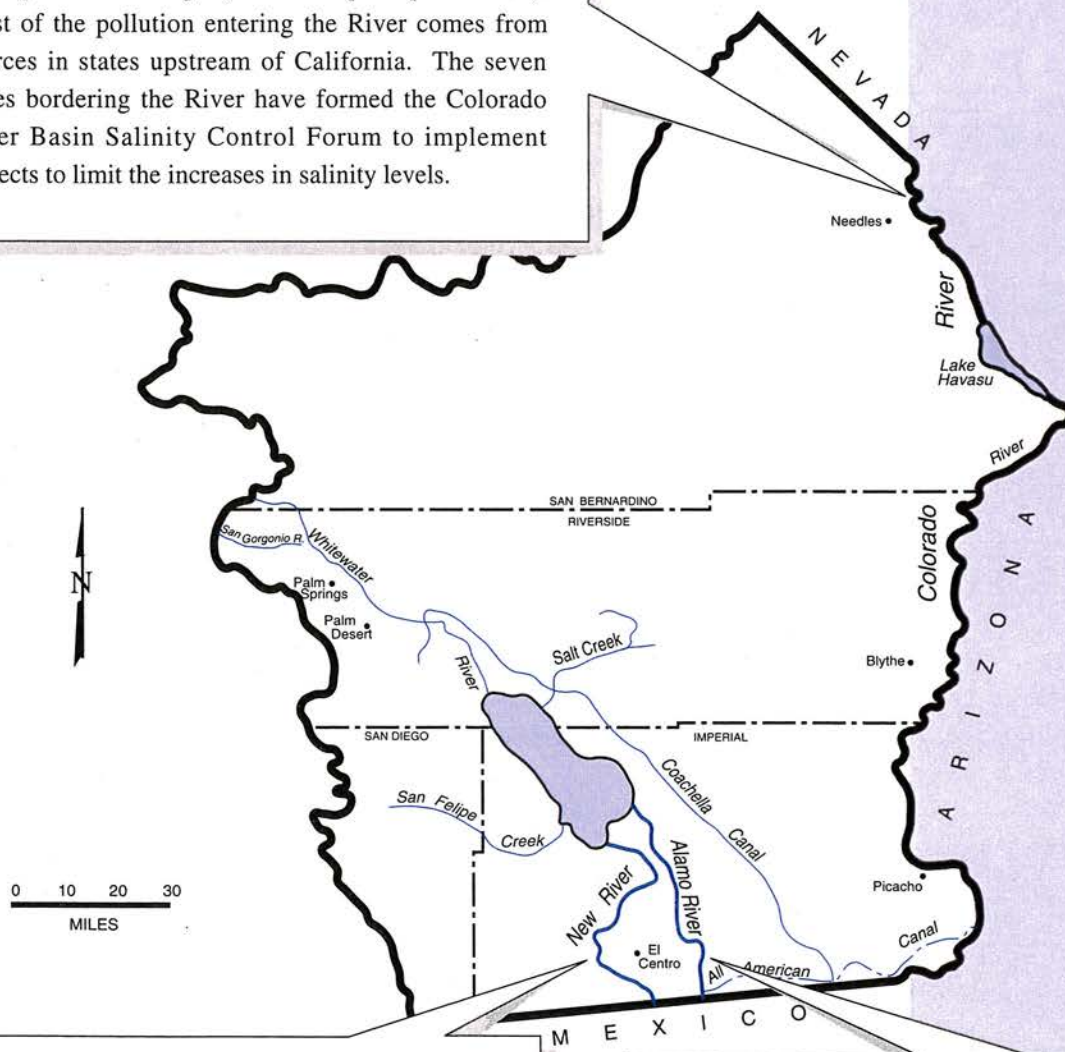 st of the pollution entering the River comes from
rces in states upstream of California. The seven
es bordering the River have formed the Colorado
er Basin Salinity Control Forum to implement
ects to limit the increases in salinity levels.
NEVADA
Needles
River
Lake
Havasu
River
SAN BERNARDINO
RIVERSIDE
Colorado
ARIZONA
San Gorgonio R.
Whitewater
N
Palm
Springs
Palm
Desert
Salt Creek
River
Blythe
SAN DIEGO
IMPERIAL
Coachella
Canal
San Felipe
Creek
Alamo River
New River
Picacho
0 10 20 30
MILES
El
Centro
All American
Canal
MEXICO